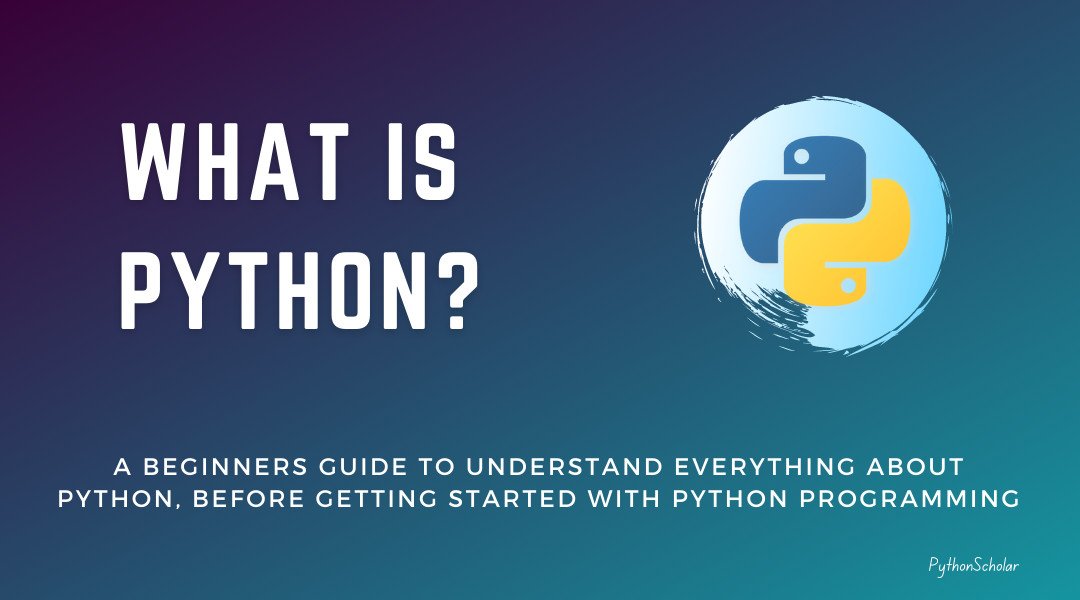 WHAT IS
PYTHON?
A BEGINNERS GUIDE TO UNDERSTAND EVERYTHING ABOUT
PYTHON, BEFORE GETTING STARTED WITH PYTHON PROGRAMMING
PythonScholar